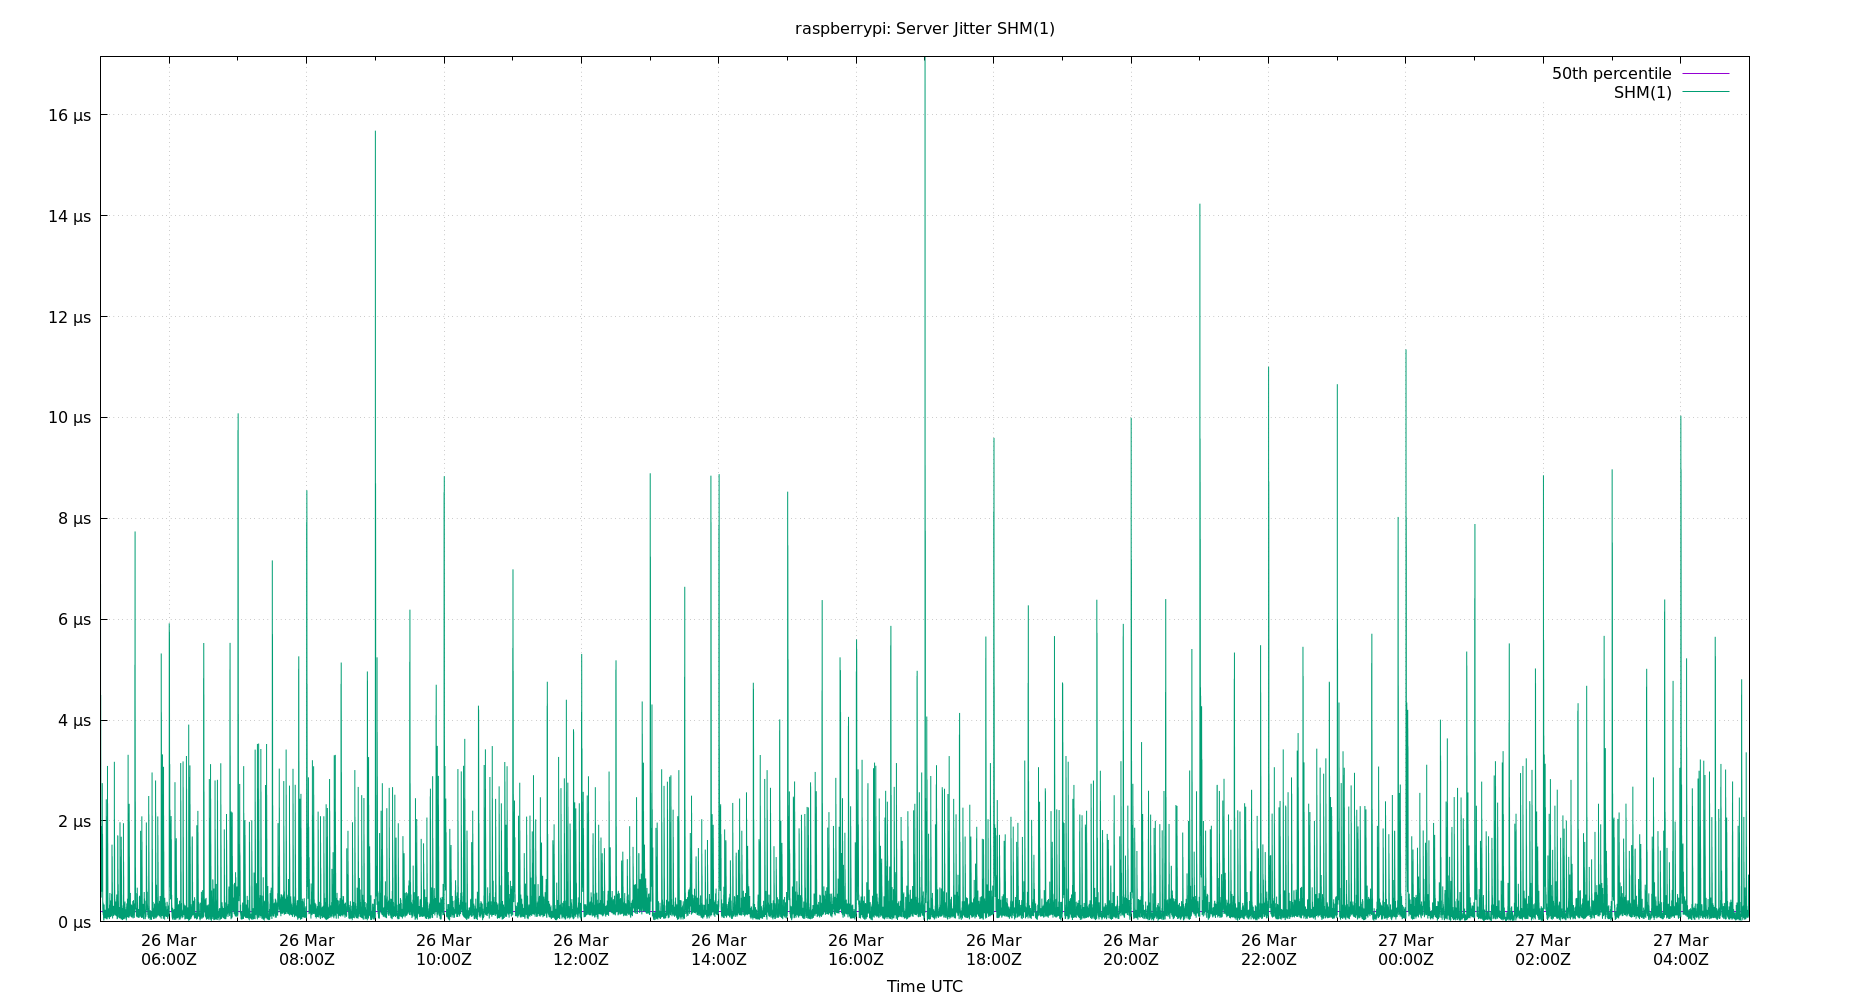 raspberrypi: Server Jitter SHM(1)
50th percentile
SHM(1)
16 µs
14 µs
12 µs
10 µs
8 µs
6 µs
4 µs
2 µs
0 µs
26 Mar 26 Mar 26 Mar 26 Mar 26 Mar 26 Mar 26 Mar 26 Mar 26 Mar 27 Mar 27 Mar 27 Mar
06:00Z 08:00Z 10:00Z 12:00Z 14:00Z 16:00Z 18:00Z 20:00Z 22:00Z 00:00Z 02:00Z 04:00Z
Time UTC